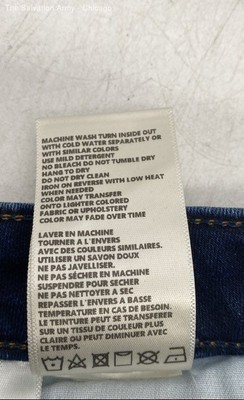 The Salvation Army - Chicago
MACHINE WASH TURN INSIDE OUT
WITH COLD WATER SEPARATELY OR
WITH SIMILAR COLORS
USE MILD DETERGENT
NO BLEACH DO NOT TUMBLE DRY
HANG TO DRY
DO NOT DRY CLEAN
IRON ON REVERSE WITH LOW HEAT
WHEN NEEDED
COLOR MAY TRANSFER
ONTO LIGHTER COLORED
FABRIC OR UPHOLSTERY
COLOR MAY FADE OVER TIME
LAVER EN MACHINE
TOURNER A L'ENVERS
AVEC DES COULEURS SIMILAIRES.
UTILISER UN SAVON DOUX
NE PAS JAVELLISER.
NE PAS SÉCHER EN MACHINE
SUSPENDRE POUR SECHER
NE PAS NETTOYER A SEC
REPASSER L'ENVERS A BASSE
TEMPERATURE EN CAS DE BESOIN.
LE TEINTURE PEUT SE TRANSFERER
SUR UN TISSU DE COULEUR PLUS
CLAIRE OU PEUT DIMINUER AVEC
LE TEMPS.